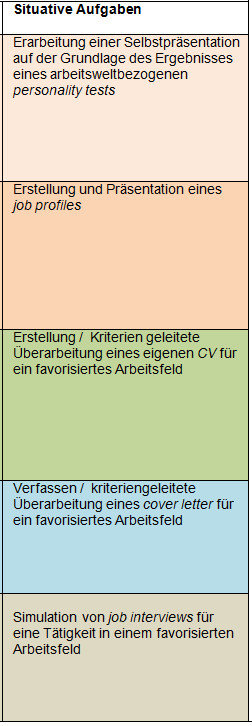 Situative Aufgaben
Erarbeitung einer Selbstpräsentation
auf der Grundlage des Ergebnisses
eines arbeitsweltbezogenen
personality tests
Erstellung und Präsentation eines
job profiles
Erstellung / Kriterien geleitete
Überarbeitung eines eigenen CV für
ein favorisiertes Arbeitsfeld
Verfassen / kriteriengeleitete
Überarbeitung eines cover letter für
ein favorisiertes Arbeitsfeld
Simulation von job interviews für
eine Tätigkeit in einem favorisierten
Arbeitsfeld